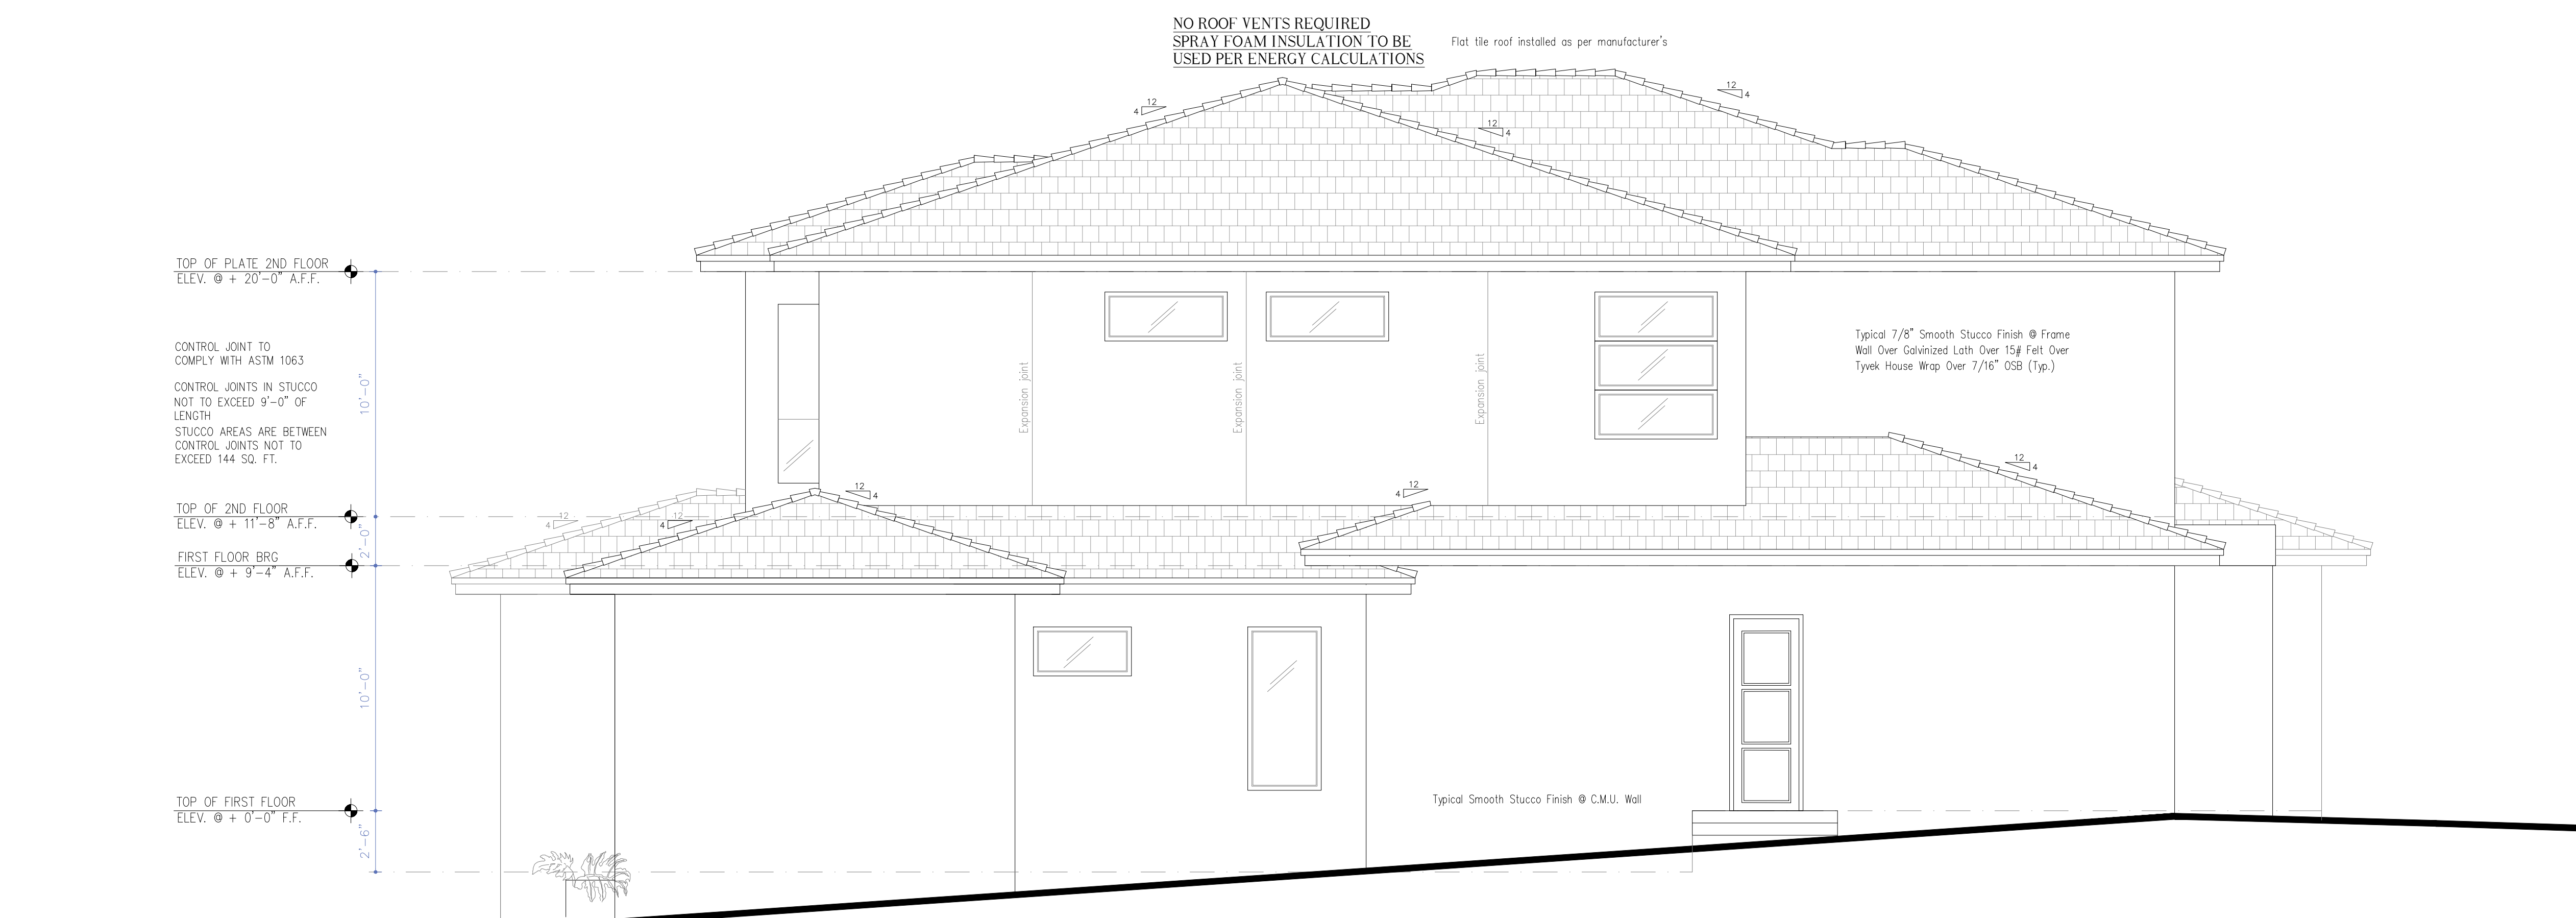 NO ROOF VENTS REQUIRED
SPRAY FOAM INSULATION TO BE
USED PER ENERGY CALCULATIONS
Flat tile roof installed as per manufacturer's
12
4
12
4
12
4
TOP OF PLATE 2ND FLOOR
ELEV. @ + 20'-0" A.F.F.
CONTROL JOINT TO
COMPLY WITH ASTM 1063
CONTROL JOINTS IN STUCCO
NOT TO EXCEED 9'-0" OF
LENGTH
STUCCO AREAS ARE BETWEEN
CONTROL JOINTS NOT TO
EXCEED 144 SQ. FT.
10'-0"
Expansion joint
Expansion joint
Expansion joint
Typical 7/8" Smooth Stucco Finish @ Frame
Wall Over Galvinized Lath Over 15# Felt Over
Tyvek House Wrap Over 7/16" OSB (Typ.)
12
4
12
4
12
4
12
4
12
4
TOP OF 2ND FLOOR
ELEV. @ + 11'-8" A.F.F.
2'-0"
FIRST FLOOR BRG
ELEV. @ + 9'-4" A.F.F.
10'-0"
TOP OF FIRST FLOOR
ELEV. @ + 0'-0" F.F.
2'-6"
Typical Smooth Stucco Finish @ C.M.U. Wall